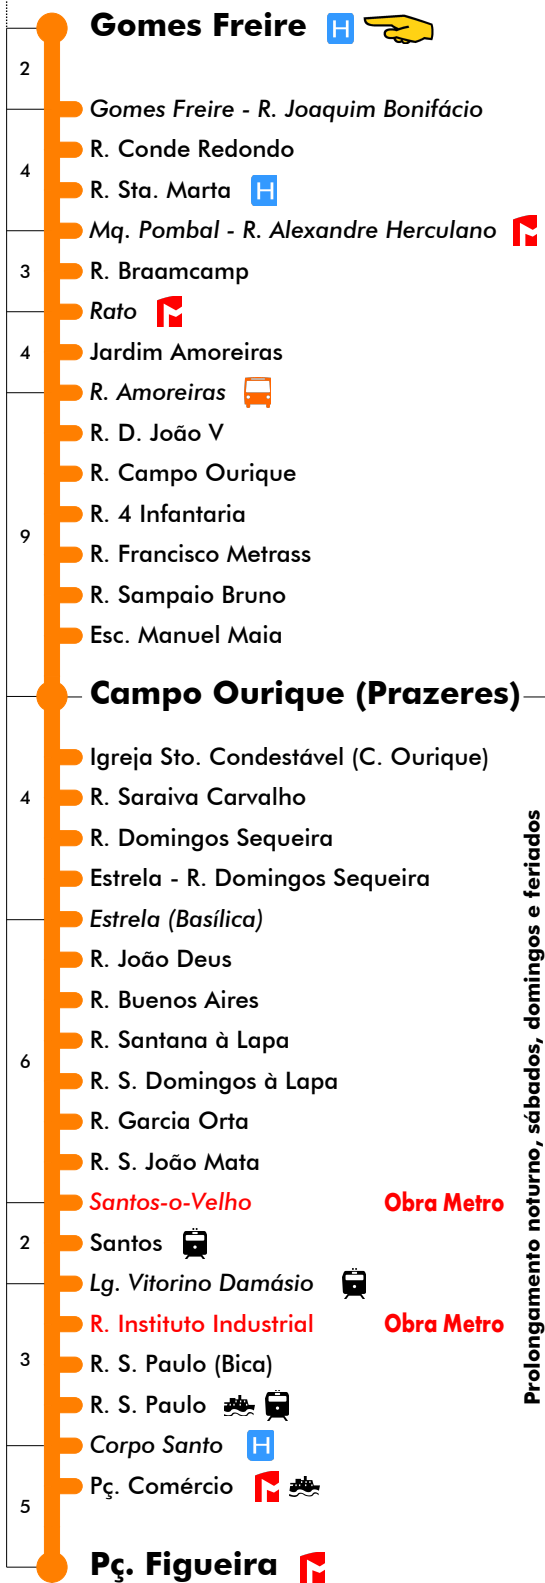 Gomes Freire H
2
Gomes Freire - R. Joaquim Bonifácio
R. Conde Redondo
4
R. Sta. Marta H
Mq. Pombal - R. Alexandre Herculano
3
R. Braamcamp
Rato
4
Jardim Amoreiras
R. Amoreiras
R. D. João V
R. Campo Ourique
R. 4 Infantaria
9
R. Francisco Metrass
R. Sampaio Bruno
Esc. Manuel Maia
Campo Ourique (Prazeres)
Igreja Sto. Condestável (C. Ourique)
4
R. Saraiva Carvalho
R. Domingos Sequeira
Estrela - R. Domingos Sequeira
Estrela (Basílica)
R. João Deus
R. Buenos Aires
R. Santana à Lapa
6
R. S. Domingos à Lapa
R. Garcia Orta
R. S. João Mata
Santos-o-Velho Obra Metro
2
Santos
Lg. Vitorino Damásio
R. Instituto Industrial Obra Metro
3
R. S. Paulo (Bica)
R. S. Paulo
Corpo Santo H
Pç. Comércio
5
Pç. Figueira
Prolongamento noturno, sábados, domingos e feriados